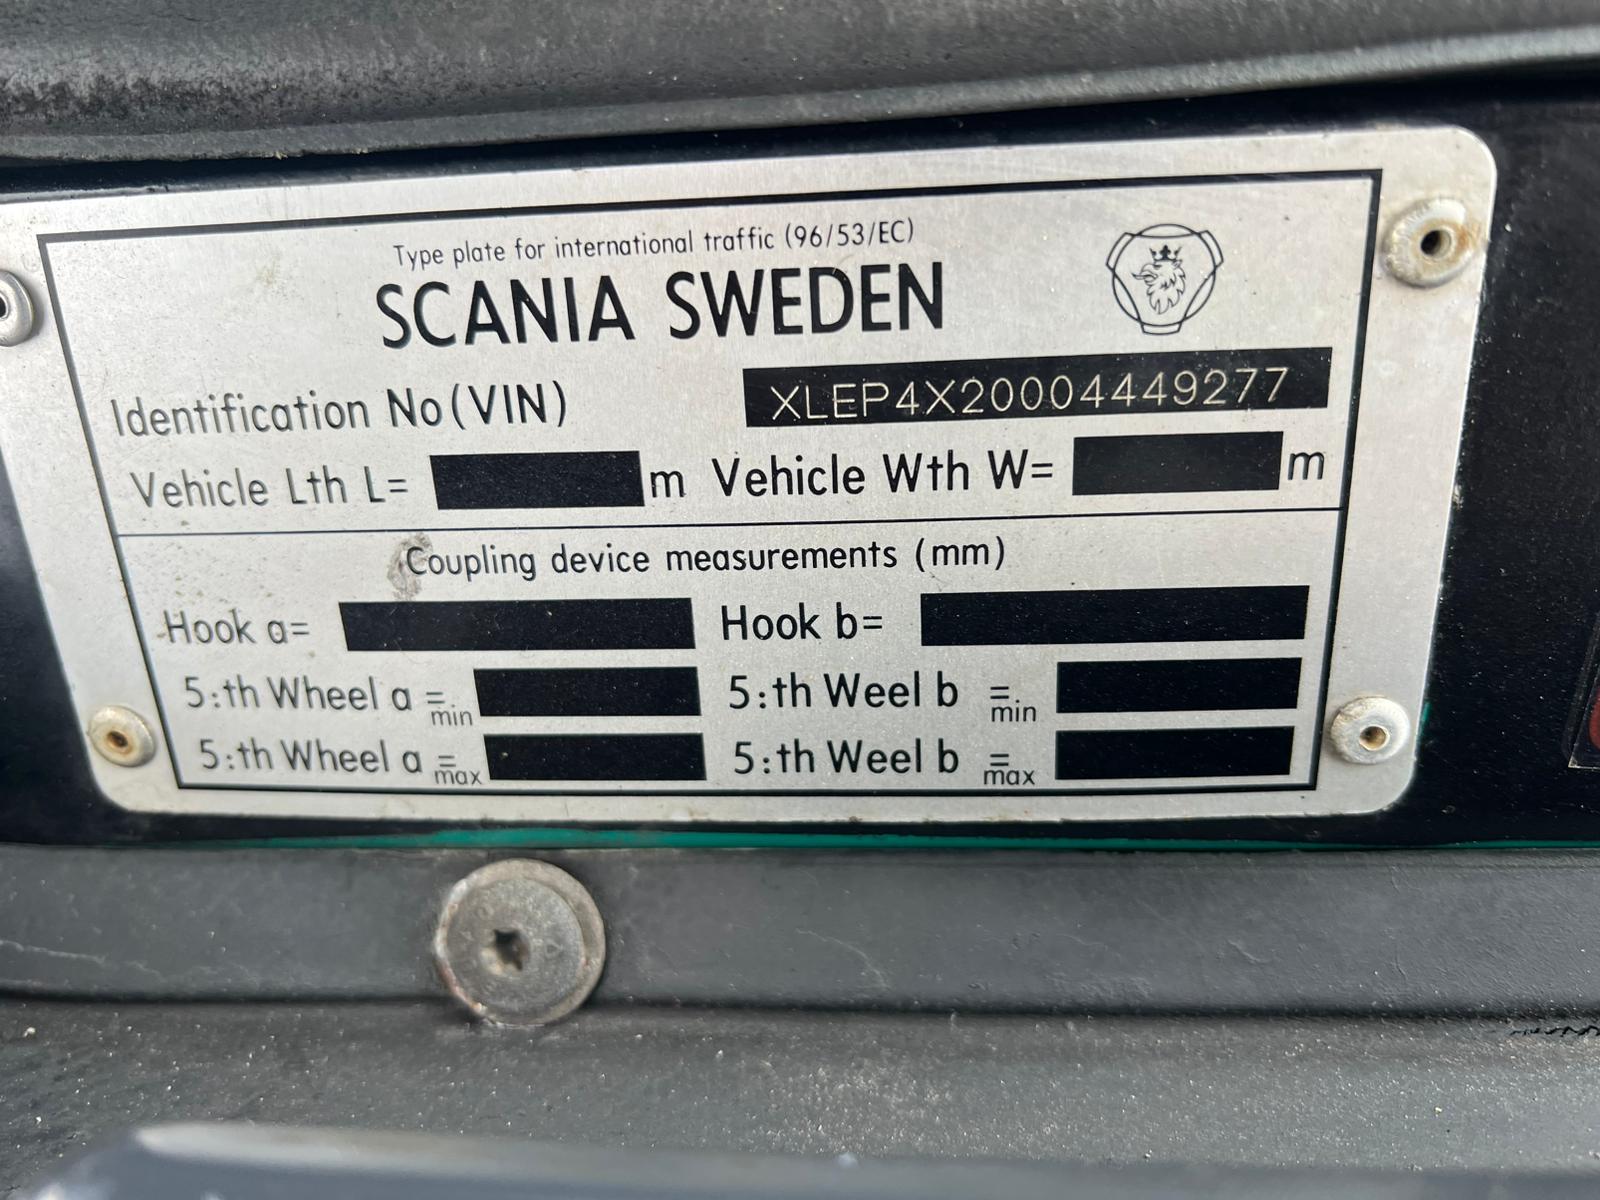 Type plate for international traffic (96/53/EC)
SCANIA SWEDEN
Identification No (VIN) XLEP4X20004449277
Vehicle Lth L= m Vehicle Wth W= m
Coupling device measurements (mm)
Hook a= Hook b=
5:th Wheel a = min 5:th Weel b = min
5:th Wheel a = max 5:th Weel b = max